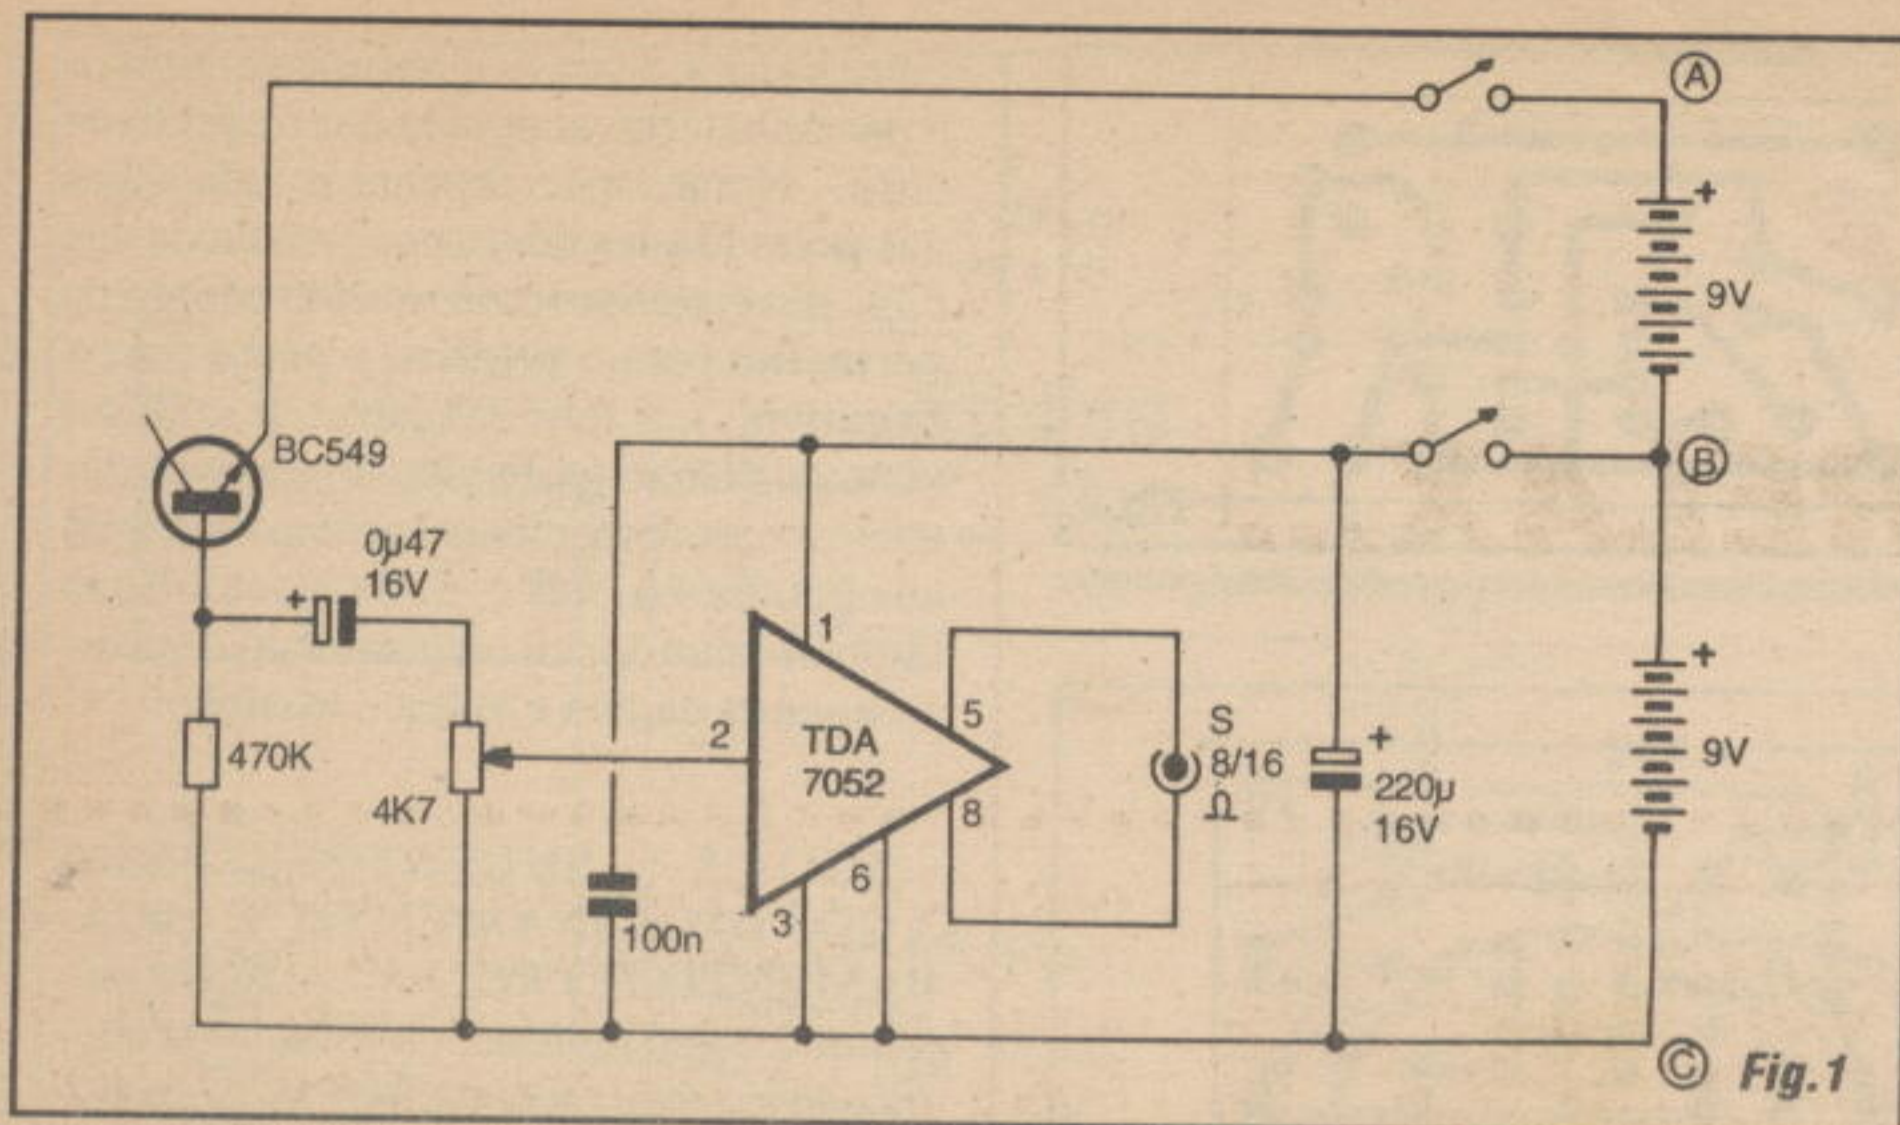 A
+
9V
BC549
B
0µ47
16V
+
1
+
2
5
S
470K
TDA
7052
8/16
Ω
+
9V
4K7
8
220µ
16V
6
3
100n
C
Fig.1